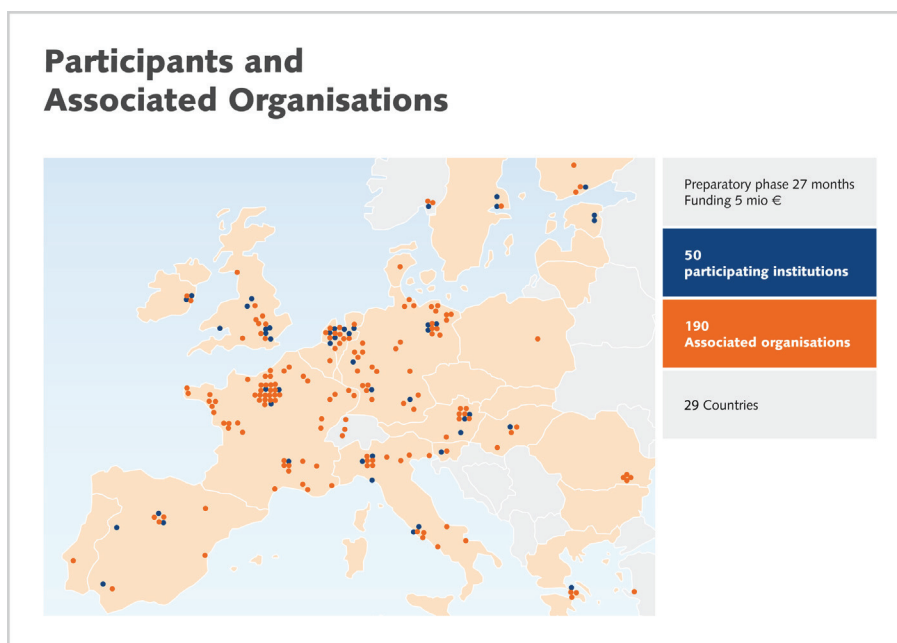 Participants and
Associated Organisations
Preparatory phase 27 months
Funding 5 mio €
50
participating institutions
190
Associated organisations
29 Countries